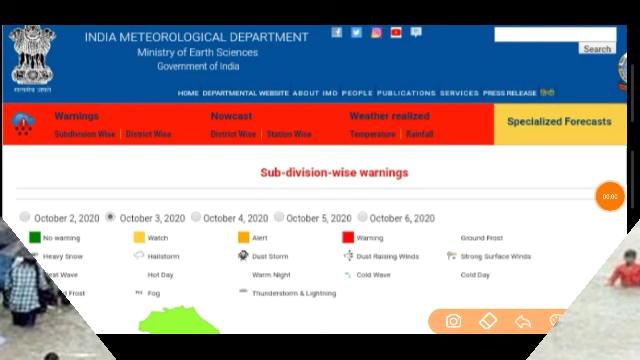 INDIA METEOROLOGICAL DEPARTMENT
Ministry of Earth Sciences
Government of India
Search
HOME DEPARTMENTAL WEBSITE ABOUT IMD PEOPLE PUBLICATIONS SERVICES PRESS RELEASE हिन्दी
Warnings Nowcast Weather realized Specialized Forecasts
Subdivision Wise | District Wise District Wise | Station Wise Temperature | Rainfall
Sub-division-wise warnings
00:00
October 2, 2020 October 3, 2020 October 4, 2020 October 5, 2020 October 6, 2020
No warning Watch Alert Warning Ground Frost
Heavy Snow Hailstorm Dust Storm Dust Raising Winds Strong Surface Winds
Hot Day Warm Night Cold Wave Cold Day
Frost Fog Thunderstorm & Lightning